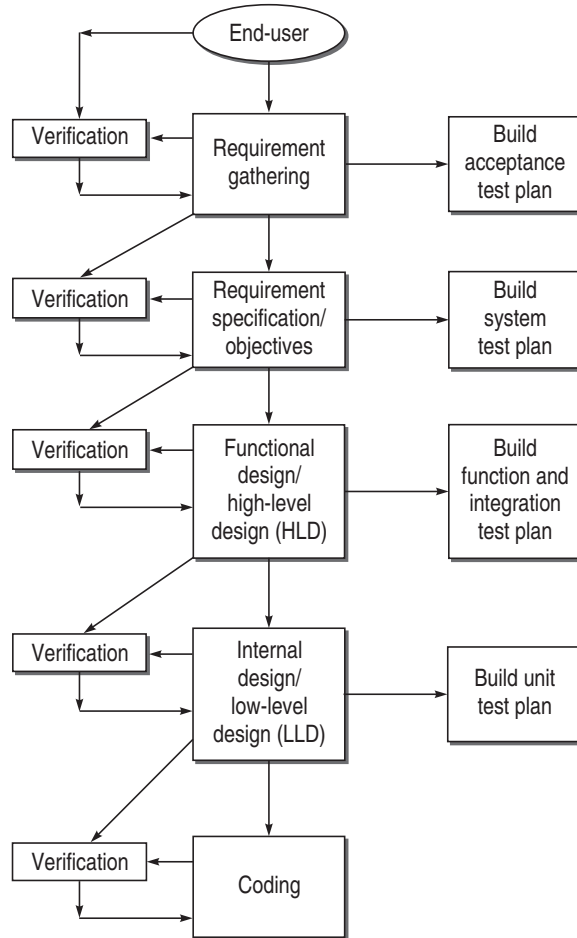 End-user
Verification
Requirement
gathering
Build
acceptance
test plan
Verification
Requirement
specification/
objectives
Build
system
test plan
Verification
Functional
design/
high-level
design (HLD)
Build
function and
integration
test plan
Verification
Internal
design/
low-level
design (LLD)
Build unit
test plan
Verification
Coding